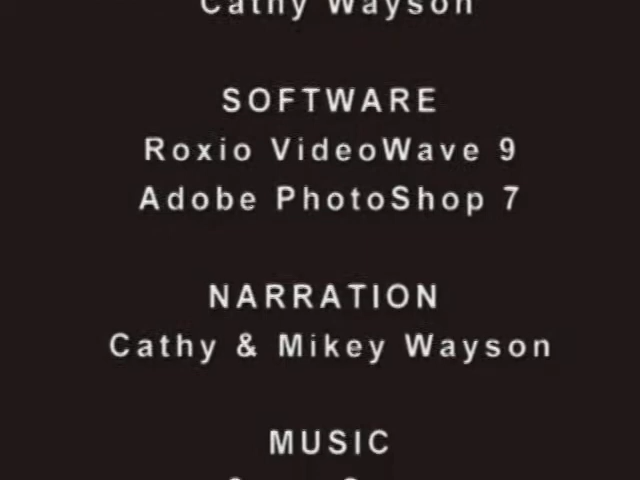 Cathy Wayson
SOFTWARE
Roxio VideoWave 9
Adobe PhotoShop 7
NARRATION
Cathy & Mikey Wayson
MUSIC